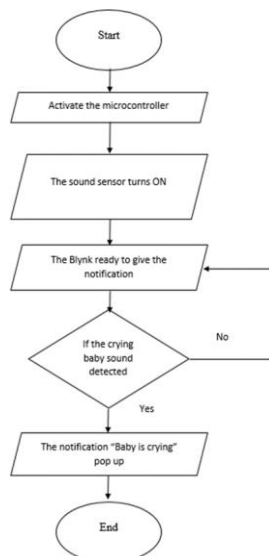 Start
Activate the microcontroller
The sound sensor turns ON
The Blynk ready to give the
notification
If the crying
baby sound
detected
No
Yes
The notification “Baby is crying”
pop up
End